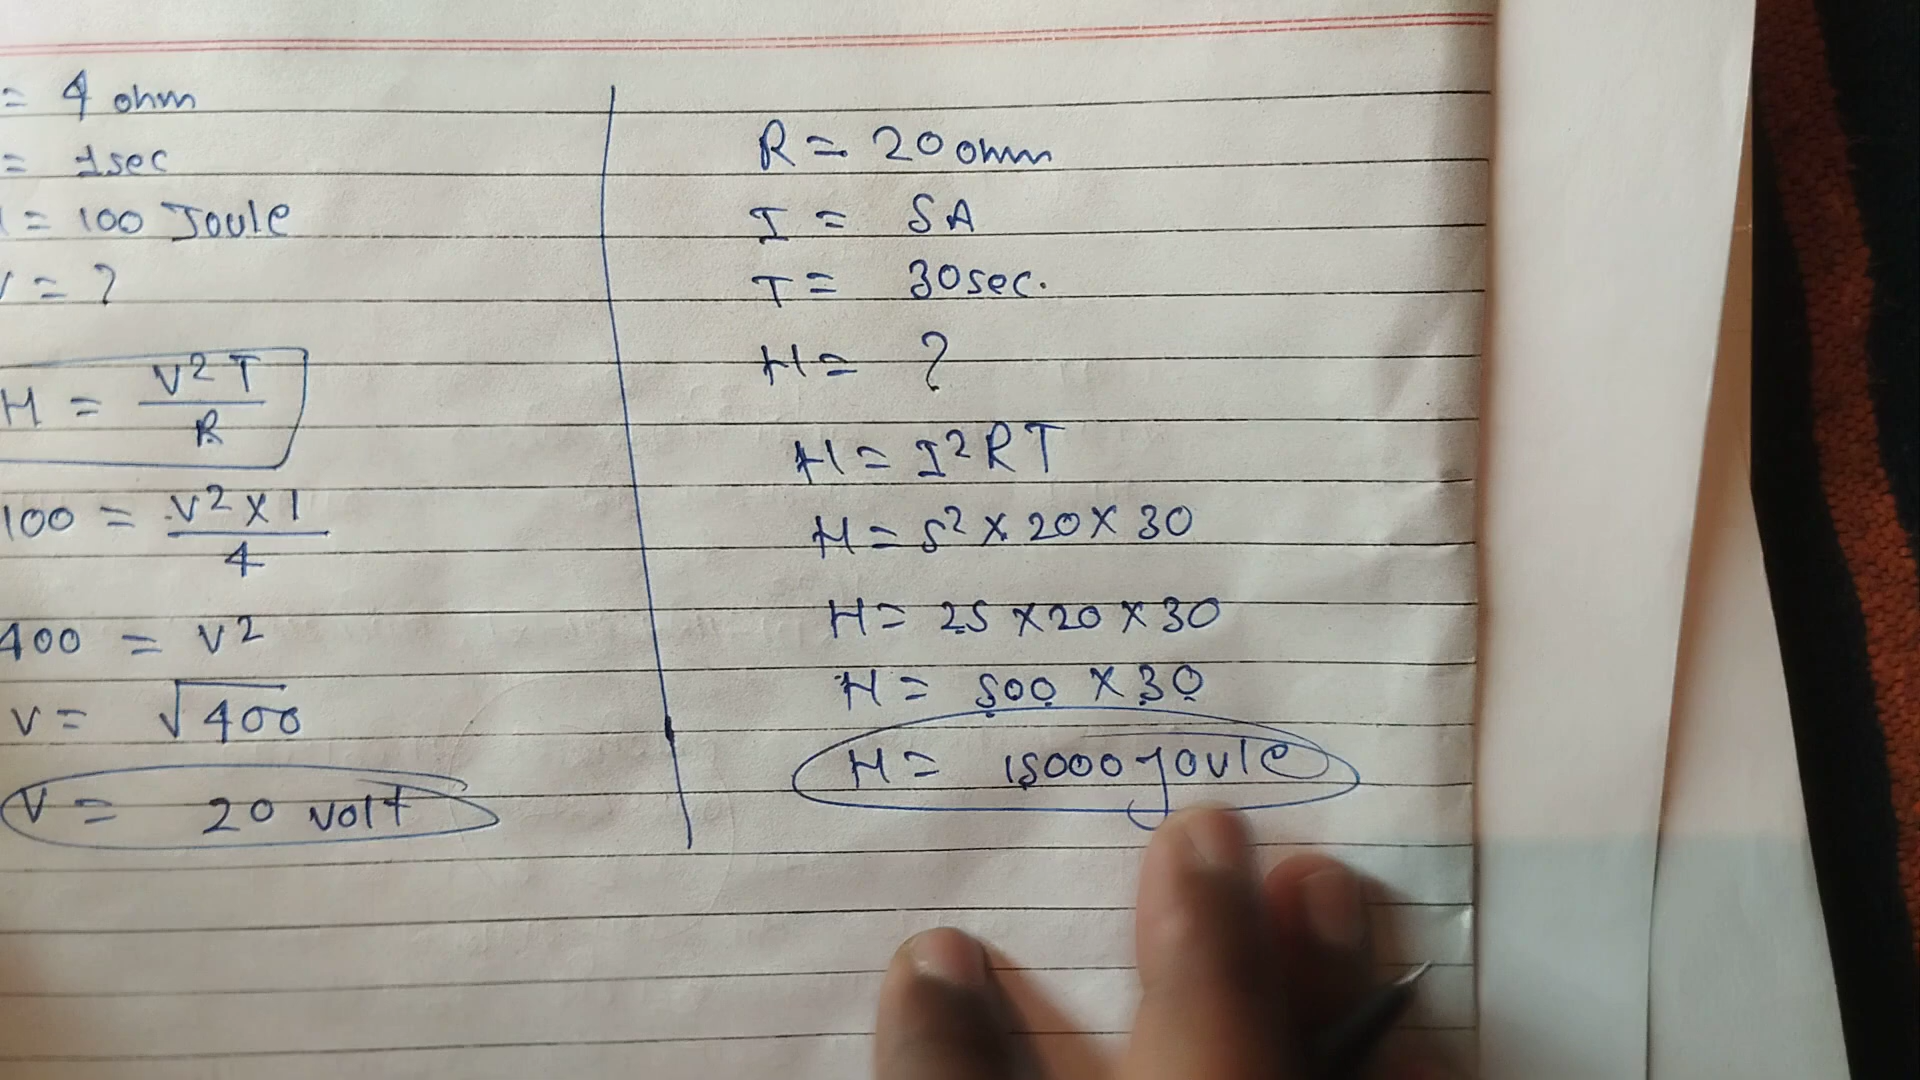 = 4 ohm
= 1sec
= 100 Joule
V = ?
H = V² T
R
100 = V² x 1
4
400 = V²
V = √400
V = 20 volt
R = 20 ohm
I = 5A
T = 30sec.
H = ?
H = I²RT
H = 5² x 20 x 30
H = 25 x 20 x 30
H = 500 x 30
H = 15000 joule